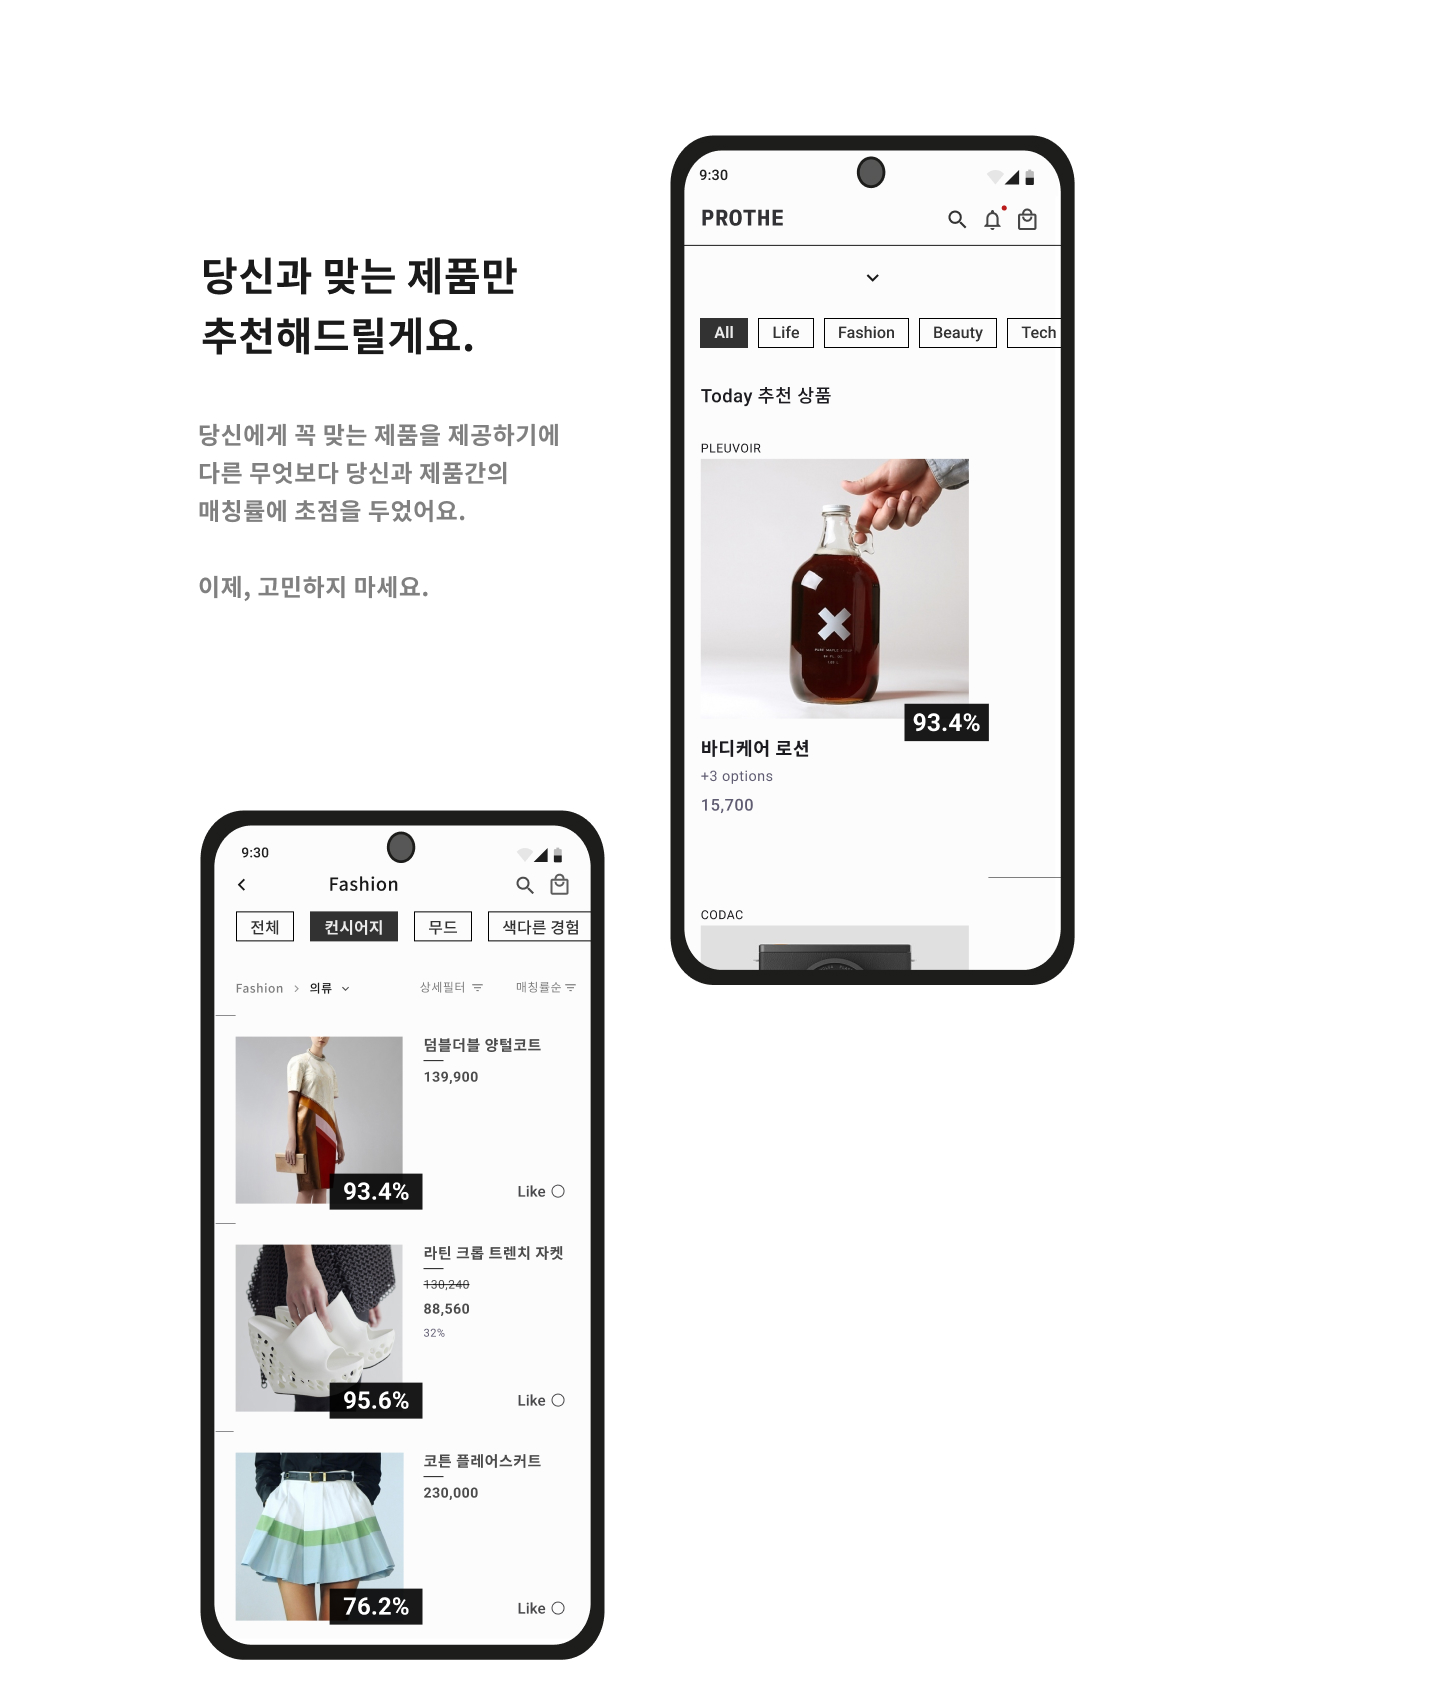 당신과 맞는 제품만
추천해드릴게요.
당신에게 꼭 맞는 제품을 제공하기에
다른 무엇보다 당신과 제품간의
매칭률에 초점을 두었어요.
이제, 고민하지 마세요.
9:30
PROTHE
All Life Fashion Beauty Tech
Today 추천 상품
PLEUVOIR
93.4%
바디케어 로션
+3 options
15,700
CODAC
9:30
Fashion
전체 컨시어지 무드 색다른 경험
Fashion > 의류 상세필터 매칭률순
덤블더블 양털코트
139,900
93.4% Like
라틴 크롭 트렌치 자켓
130,240
88,560
32%
95.6% Like
코튼 플레어스커트
230,000
76.2% Like